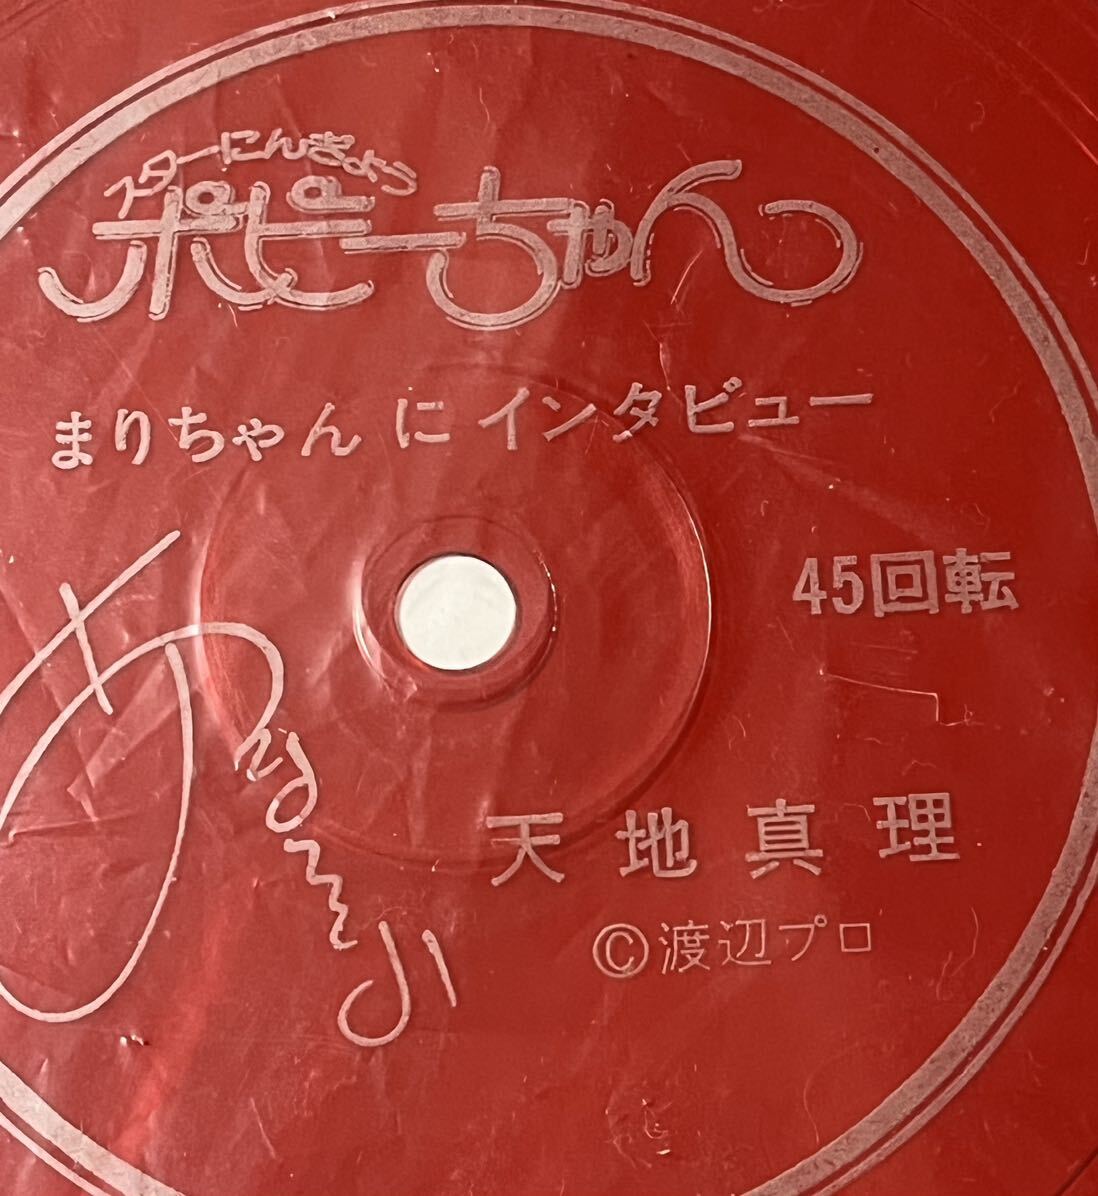 スターにんぎょう
ポピーちゃん
まりちゃん に インタビュー
45回転
天地真理
©渡辺プロ